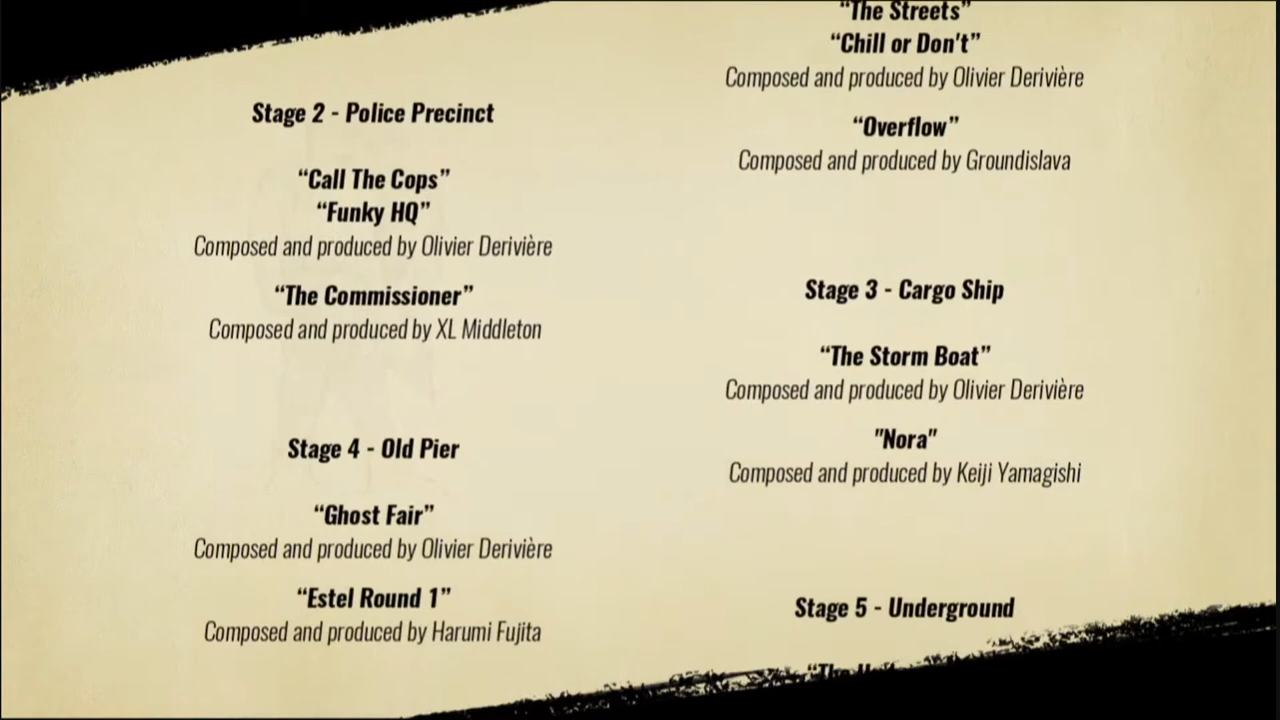 “The Streets”
“Chill or Don't”
Composed and produced by Olivier Derivière
“Overflow”
Composed and produced by Groundislava
Stage 2 - Police Precinct
“Call The Cops”
“Funky HQ”
Composed and produced by Olivier Derivière
“The Commissioner”
Composed and produced by XL Middleton
Stage 3 - Cargo Ship
“The Storm Boat”
Composed and produced by Olivier Derivière
"Nora"
Composed and produced by Keiji Yamagishi
Stage 4 - Old Pier
“Ghost Fair”
Composed and produced by Olivier Derivière
“Estel Round 1”
Composed and produced by Harumi Fujita
Stage 5 - Underground
“The